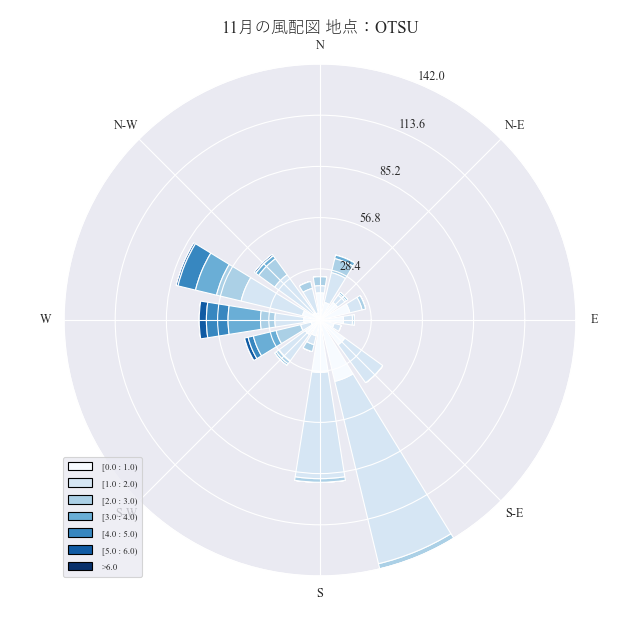 11月の風配図 地点：OTSU
N
142.0
N-W
N-E
113.6
85.2
56.8
28.4
W
E
S-W
S-E
S
[0.0 : 1.0)
[1.0 : 2.0)
[2.0 : 3.0)
[3.0 : 4.0)
[4.0 : 5.0)
[5.0 : 6.0)
>6.0